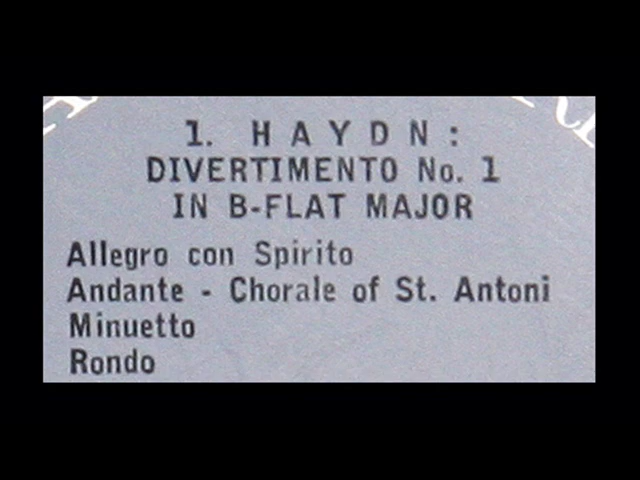 1. HAYDN:
DIVERTIMENTO No. 1
IN B-FLAT MAJOR
Allegro con Spirito
Andante - Chorale of St. Antoni
Minuetto
Rondo